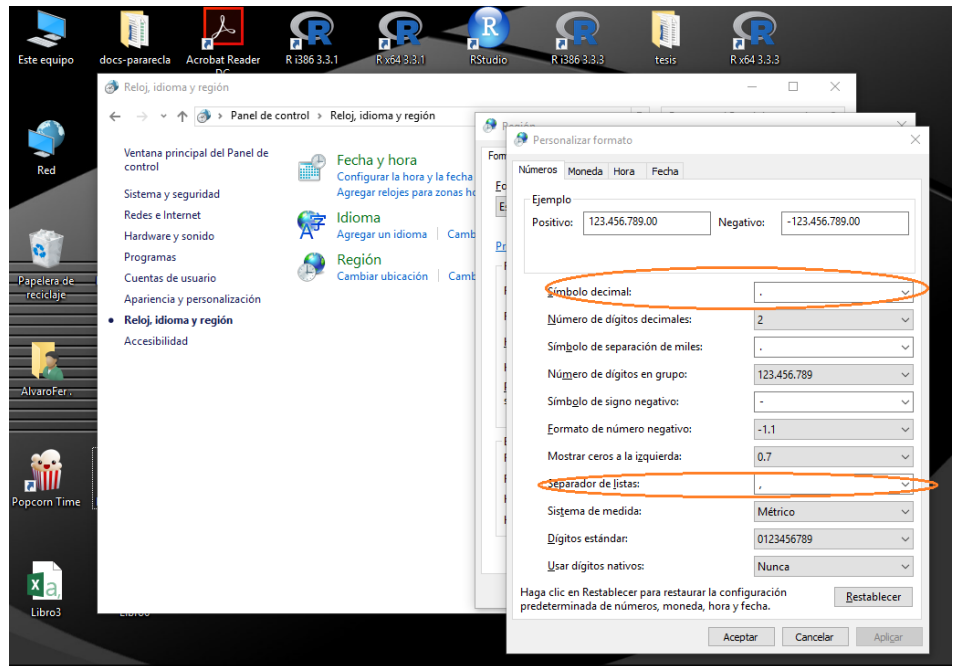 Este equipo
docs-pararecla
Acrobat Reader
DC
R i386 3.3.1
R x64 3.3.1
RStudio
R i386 3.3.3
tesis
R x64 3.3.3
Red
Papelera de
reciclaje
AlvaroFer .
Popcorn Time
Libro3
Reloj, idioma y región
Panel de control > Reloj, idioma y región
Ventana principal del Panel de
control
Sistema y seguridad
Redes e Internet
Hardware y sonido
Programas
Cuentas de usuario
Apariencia y personalización
Reloj, idioma y región
Accesibilidad
Fecha y hora
Configurar la hora y la fecha
Agregar relojes para zonas ho
Idioma
Agregar un idioma | Camb
Región
Cambiar ubicación | Camb
Personalizar formato
Números Moneda Hora Fecha
Ejemplo
Positivo: 123.456.789.00 Negativo: -123.456.789.00
Símbolo decimal: .
Número de dígitos decimales: 2
Símbolo de separación de miles: .
Número de dígitos en grupo: 123.456.789
Símbolo de signo negativo: -
Formato de número negativo: -1.1
Mostrar ceros a la izquierda: 0.7
Separador de listas: ,
Sistema de medida: Métrico
Dígitos estándar: 0123456789
Usar dígitos nativos: Nunca
Haga clic en Restablecer para restaurar la configuración
predeterminada de números, moneda, hora y fecha.
Restablecer
Aceptar Cancelar Aplicar